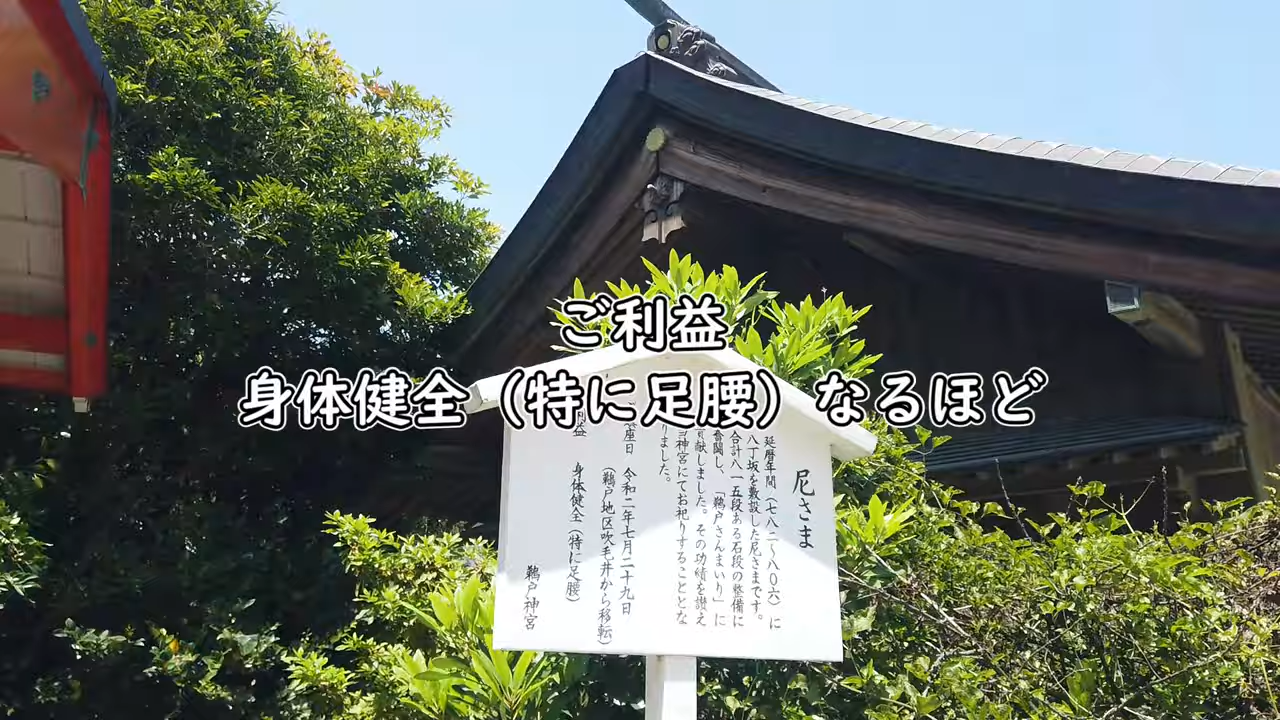 ご利益
身体健全（特に足腰）なるほど
尼さま
延暦年間（七八二〜八〇六）に
八丁坂を敷設した尼さまです。
合計八一五段ある石段の整備に
奮闘し、「鵜戸さんまいり」に
貢献しました。その功績を讃え
神宮にてお祀りすることとな
りました。
座日　令和二年七月二十九日
（鵜戸地区吹毛井から移転）
益　身体健全（特に足腰）
鵜戸神宮